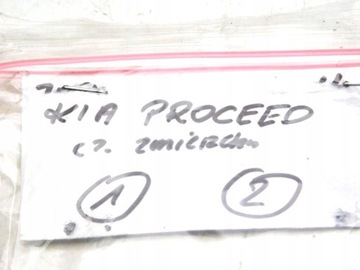 KIA PROCEED
CZ. ZMIERZCHU
1 2